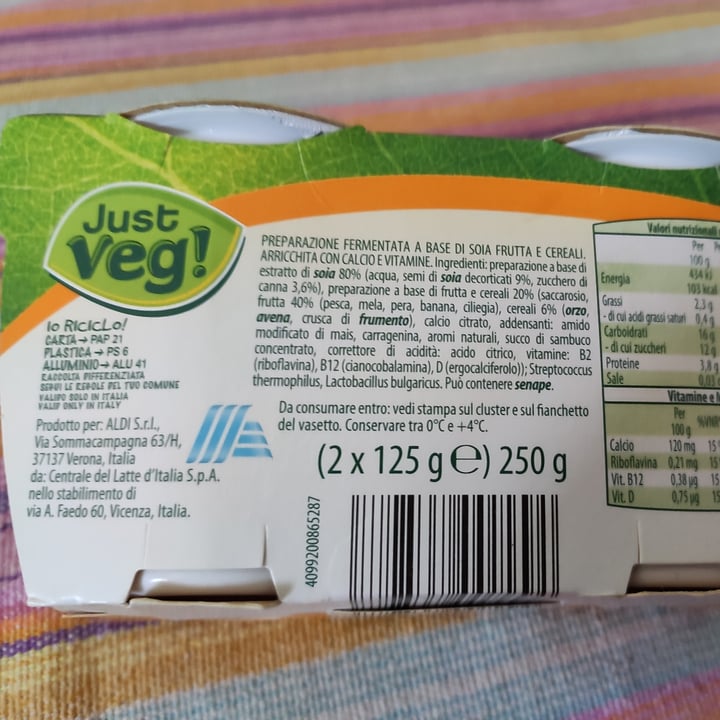 Just
Veg!
Io RICICLO!
CARTA → PAP 21
PLASTICA → PS 6
ALLUMINIO → ALU 41
RACCOLTA DIFFERENZIATA
SEGUI LE REGOLE DEL TUO COMUNE
VALIDO SOLO IN ITALIA
VALID ONLY IN ITALY
Prodotto per: ALDI S.r.l.,
Via Sommacampagna 63/H,
37137 Verona, Italia
da: Centrale del Latte d'Italia S.p.A.
nello stabilimento di
via A. Faedo 60, Vicenza, Italia.
PREPARAZIONE FERMENTATA A BASE DI SOIA FRUTTA E CEREALI.
ARRICCHITA CON CALCIO E VITAMINE. Ingredienti: preparazione a base di
estratto di soia 80% (acqua, semi di soia decorticati 9%, zucchero di
canna 3,6%), preparazione a base di frutta e cereali 20% (saccarosio,
frutta 40% (pesca, mela, pera, banana, ciliegia), cereali 6% (orzo,
avena, crusca di frumento), calcio citrato, addensanti: amido
modificato di mais, carragenina, aromi naturali, succo di sambuco
concentrato, correttore di acidità: acido citrico, vitamine: B2
(riboflavina), B12 (cianocobalamina), D (ergocalciferolo)); Streptococcus
thermophilus, Lactobacillus bulgaricus. Può contenere senape.
Da consumare entro: vedi stampa sul cluster e sul fianchetto
del vasetto. Conservare tra 0°C e +4°C.
(2 x 125 g ℮) 250 g
4099200865287
Valori nutrizionali
Per
100 g
Energia 434 kJ
103 kcal
Grassi 2,3 g
- di cui acidi grassi saturi 0,4 g
Carboidrati 16 g
- di cui zuccheri 12 g
Proteine 3,8 g
Sale 0,03
Vitamine e
Per %VNR
100 g
Calcio 120 mg 15
Riboflavina 0,21 mg 15
Vit. B12 0,38 µg 15
Vit. D 0,75 µg 15